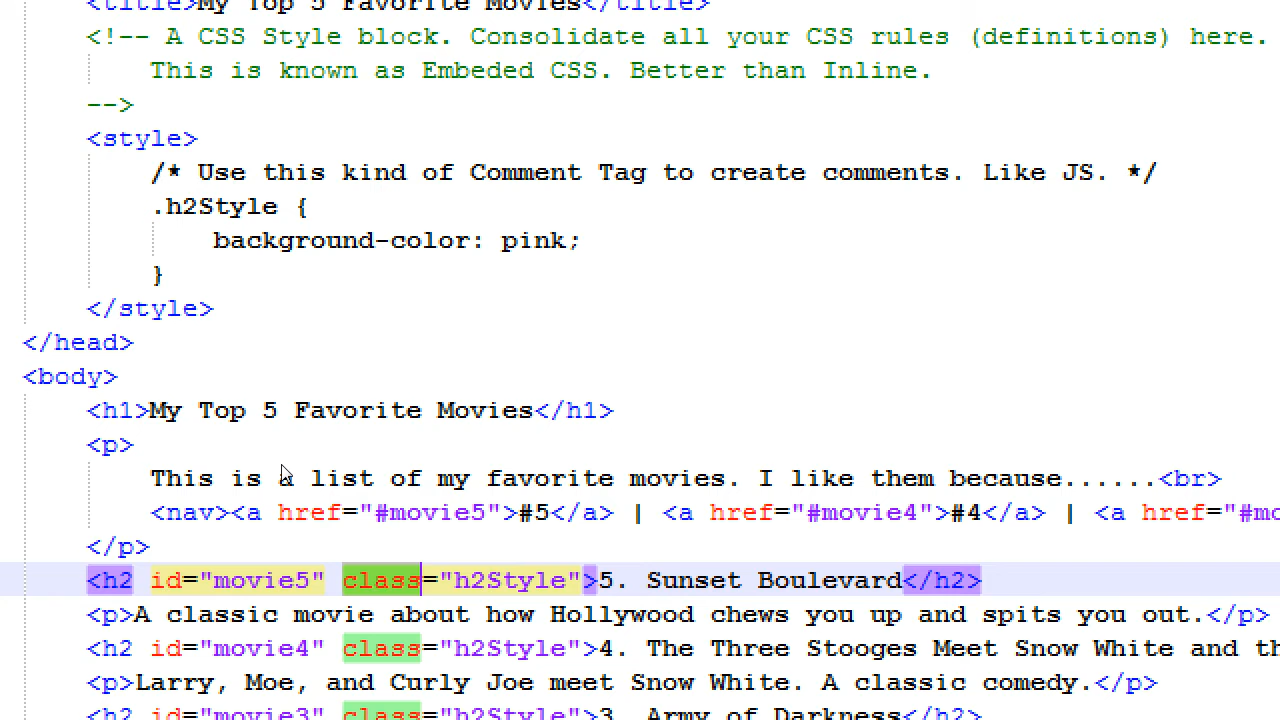 <title>My Top 5 Favorite Movies</title>
<!-- A CSS Style block. Consolidate all your CSS rules (definitions) here.
This is known as Embeded CSS. Better than Inline.
-->
<style>
/* Use this kind of Comment Tag to create comments. Like JS. */
.h2Style {
background-color: pink;
}
</style>
</head>
<body>
<h1>My Top 5 Favorite Movies</h1>
<p>
This is a list of my favorite movies. I like them because......<br>
<nav><a href="#movie5">#5</a> | <a href="#movie4">#4</a> | <a href="#mo
</p>
<h2 id="movie5" class="h2Style">5. Sunset Boulevard</h2>
<p>A classic movie about how Hollywood chews you up and spits you out.</p>
<h2 id="movie4" class="h2Style">4. The Three Stooges Meet Snow White and th
<p>Larry, Moe, and Curly Joe meet Snow White. A classic comedy.</p>
<h2 id="movie3" class="h2Style">3. Army of Darkness</h2>